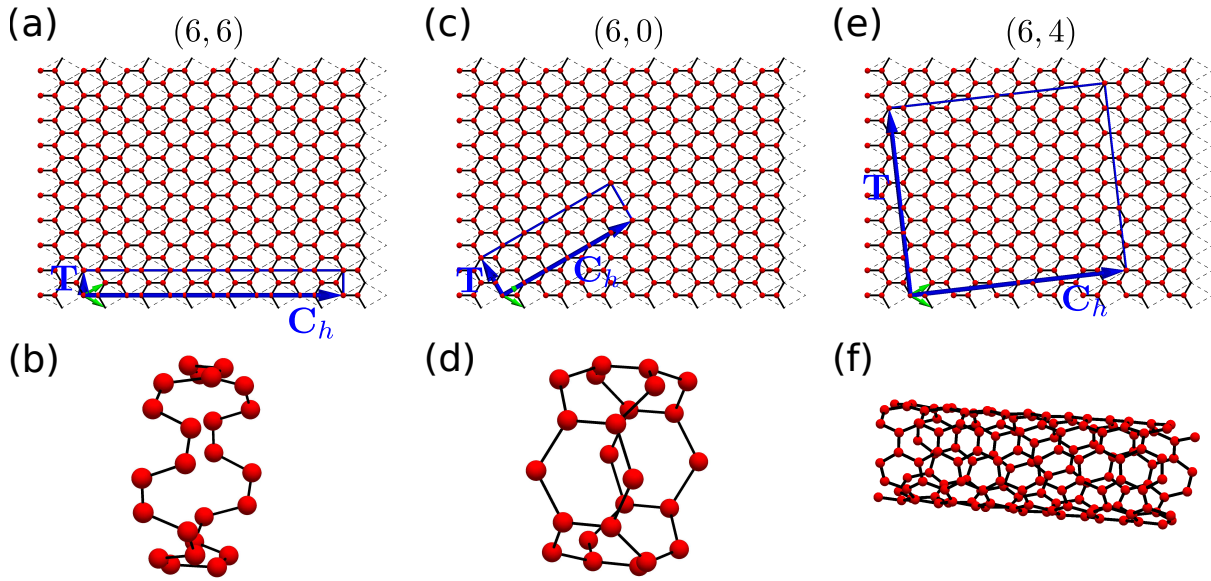 (a)
(6, 6)
T
C_h
(b)
(c)
(6, 0)
T
C_h
(d)
(e)
(6, 4)
T
C_h
(f)